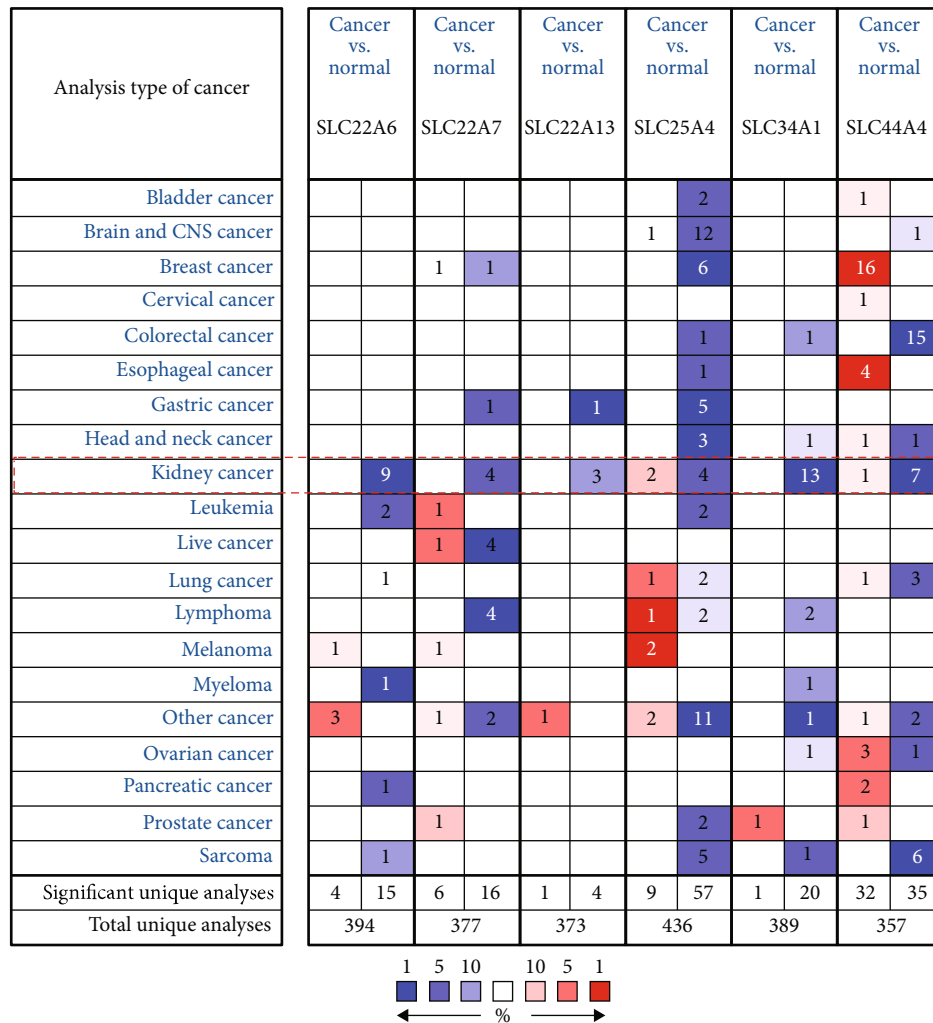 Analysis type of cancer
Cancer vs. normal Cancer vs. normal Cancer vs. normal Cancer vs. normal Cancer vs. normal Cancer vs. normal
SLC22A6 SLC22A7 SLC22A13 SLC25A4 SLC34A1 SLC44A4
Bladder cancer 2 1
Brain and CNS cancer 1 12 1
Breast cancer 1 1 6 16
Cervical cancer 1
Colorectal cancer 1 1 15
Esophageal cancer 1 4
Gastric cancer 1 1 5
Head and neck cancer 3 1 1 1
Kidney cancer 9 4 3 2 4 13 1 7
Leukemia 2 1 2
Live cancer 1 4
Lung cancer 1 1 2 1 3
Lymphoma 4 1 2 2
Melanoma 1 1 2
Myeloma 1 1
Other cancer 3 1 2 1 2 11 1 1 2
Ovarian cancer 1 3 1
Pancreatic cancer 1 2
Prostate cancer 1 2 1 1
Sarcoma 1 5 1 6
Significant unique analyses 4 15 6 16 1 4 9 57 1 20 32 35
Total unique analyses 394 377 373 436 389 357
1 5 10 10 5 1
%